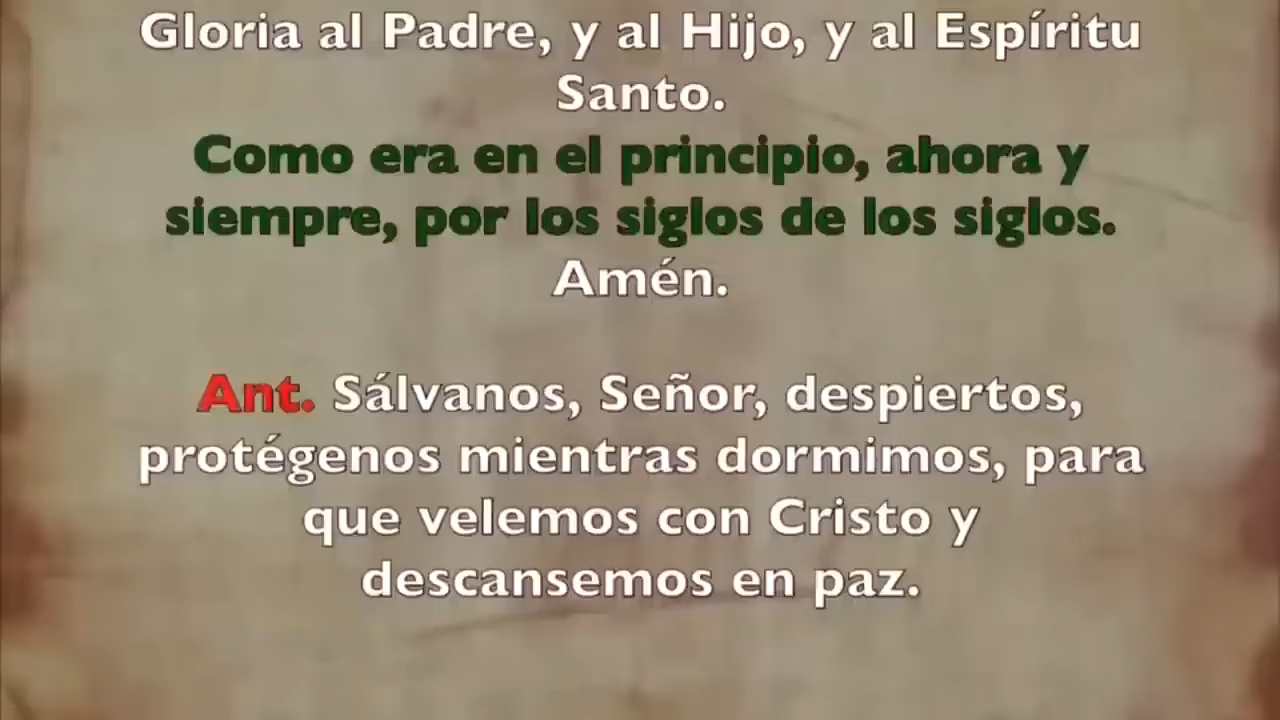 Gloria al Padre, y al Hijo, y al Espíritu
Santo.
Como era en el principio, ahora y
siempre, por los siglos de los siglos.
Amén.
Ant. Sálvanos, Señor, despiertos,
protégenos mientras dormimos, para
que velemos con Cristo y
descansemos en paz.